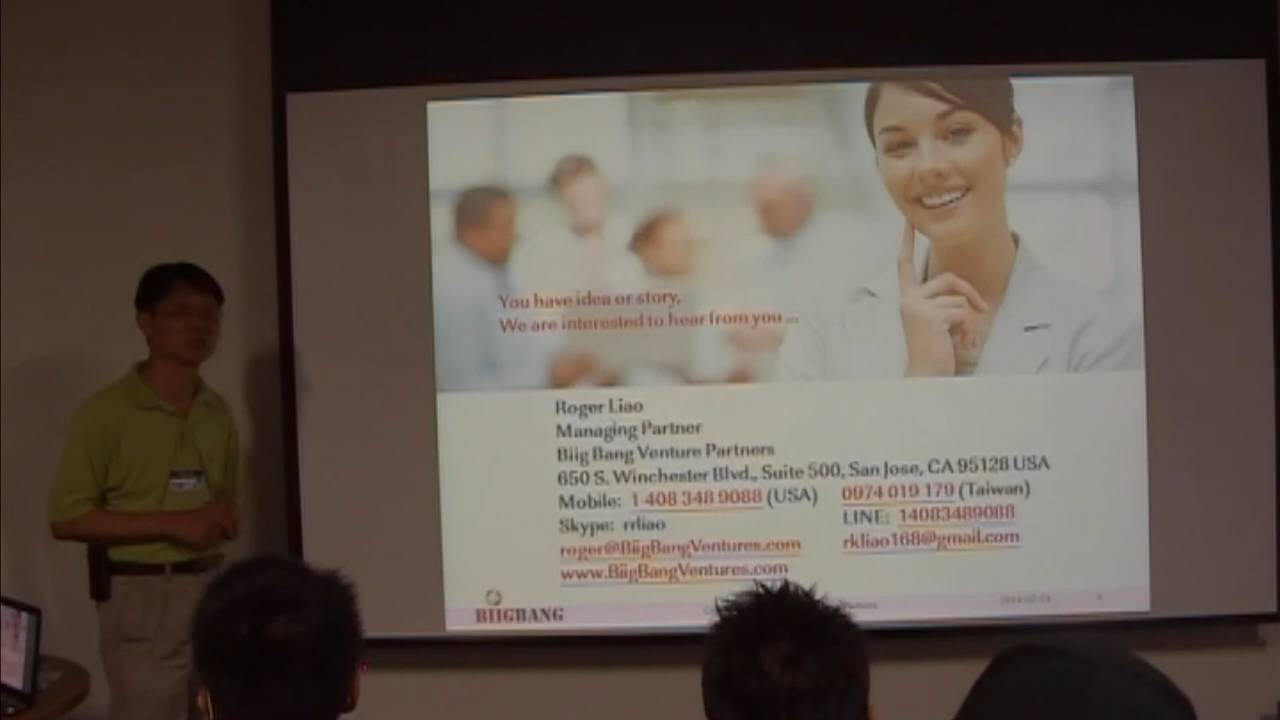 You have idea or story,
We are interested to hear from you ...
Roger Liao
Managing Partner
Biig Bang Venture Partners
650 S. Winchester Blvd., Suite 500, San Jose, CA 95128 USA
Mobile: 1 408 348 9088 (USA) 0974 019 179 (Taiwan)
Skype: rrliao LINE: 14083489088
roger@BiigBangVentures.com rkliao168@gmail.com
www.BiigBangVentures.com
BIIGBANG